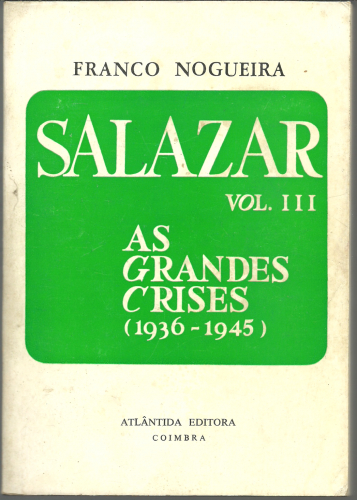 FRANCO NOGUEIRA
SALAZAR
VOL. III
AS
GRANDES
CRISES
(1936-1945)
ATLÂNTIDA EDITORA
COIMBRA